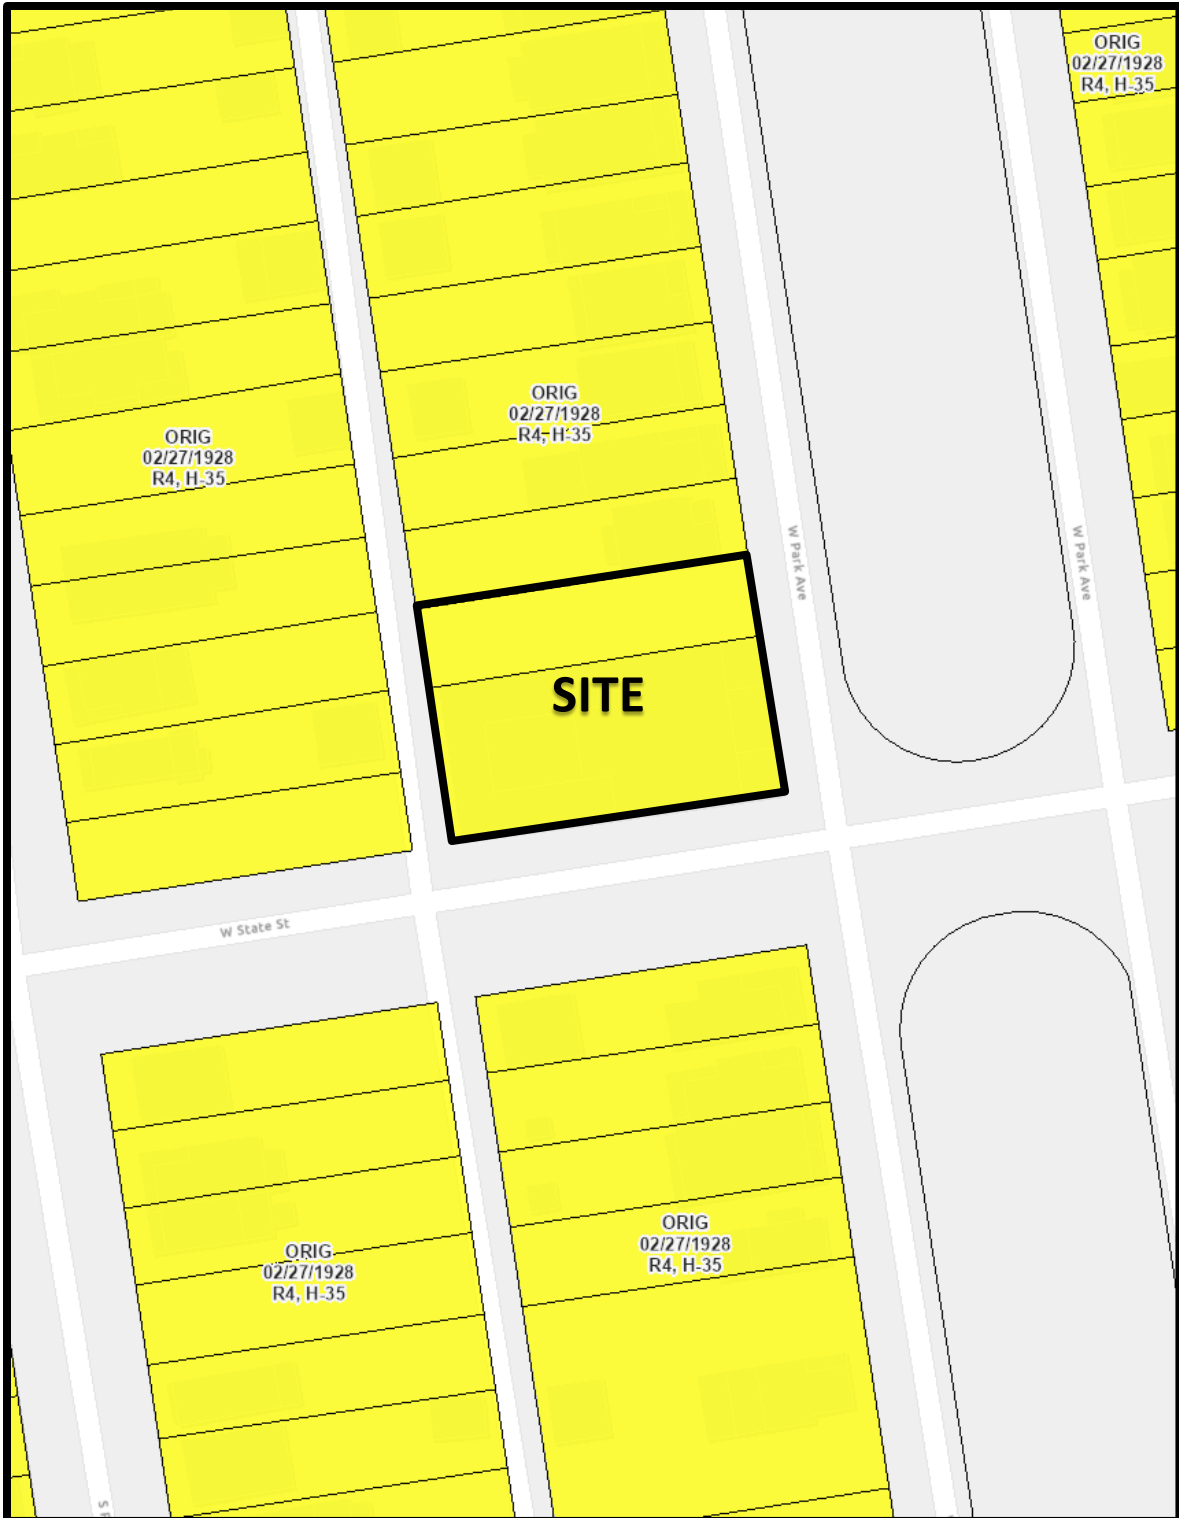 ORIG
02/27/1928
R4, H-35
ORIG
02/27/1928
R4, H-35
ORIG
02/27/1928
R4, H-35
W Park Ave
W Park Ave
SITE
W State St
ORIG
02/27/1928
R4, H-35
ORIG
02/27/1928
R4, H-35